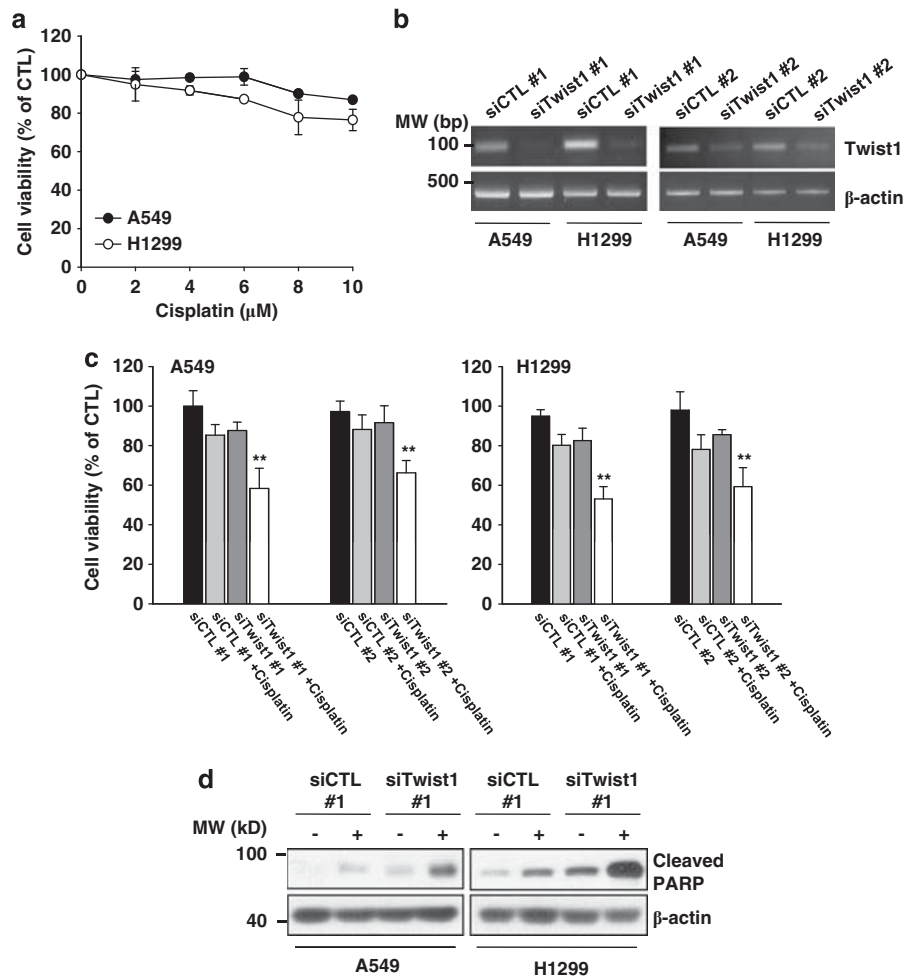 a
120
100
80
60
40
20
0
Cell viability (% of CTL)
A549
H1299
0 2 4 6 8 10
Cisplatin (μM)
b
siCTL #1 siTwist1 #1 siCTL #1 siTwist1 #1 siCTL #2 siTwist1 #2 siCTL #2 siTwist1 #2
MW (bp)
100
Twist1
500
β-actin
A549 H1299 A549 H1299
c
A549
120
100
80
60
40
20
0
Cell viability (% of CTL)
** **
siCTL #1
siCTL #1 +Cisplatin
siTwist1 #1
siTwist1 #1 +Cisplatin
siCTL #2
siCTL #2 +Cisplatin
siTwist1 #2
siTwist1 #2 +Cisplatin
H1299
120
100
80
60
40
20
0
** **
siCTL #1
siCTL #1 +Cisplatin
siTwist1 #1
siTwist1 #1 +Cisplatin
siCTL #2
siCTL #2 +Cisplatin
siTwist1 #2
siTwist1 #2 +Cisplatin
d
siCTL siTwist1 siCTL siTwist1
#1 #1 #1 #1
MW (kD) - + - + - + - +
100
Cleaved
PARP
40
β-actin
A549 H1299